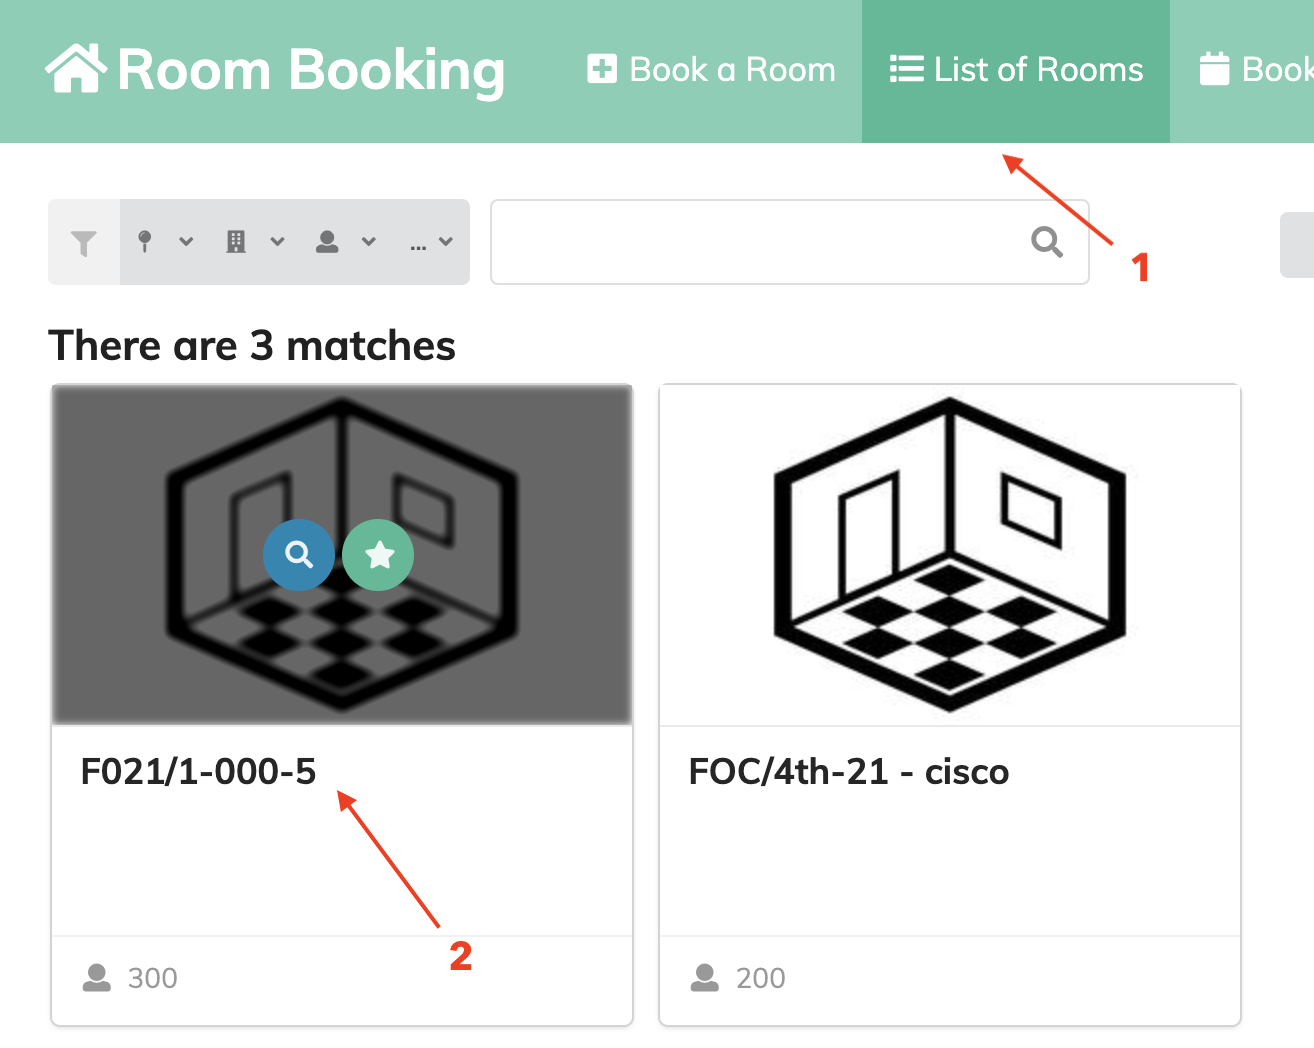 Room Booking
Book a Room
List of Rooms
Book
1
...
There are 3 matches
F021/1-000-5
FOC/4th-21 - cisco
2
300
200